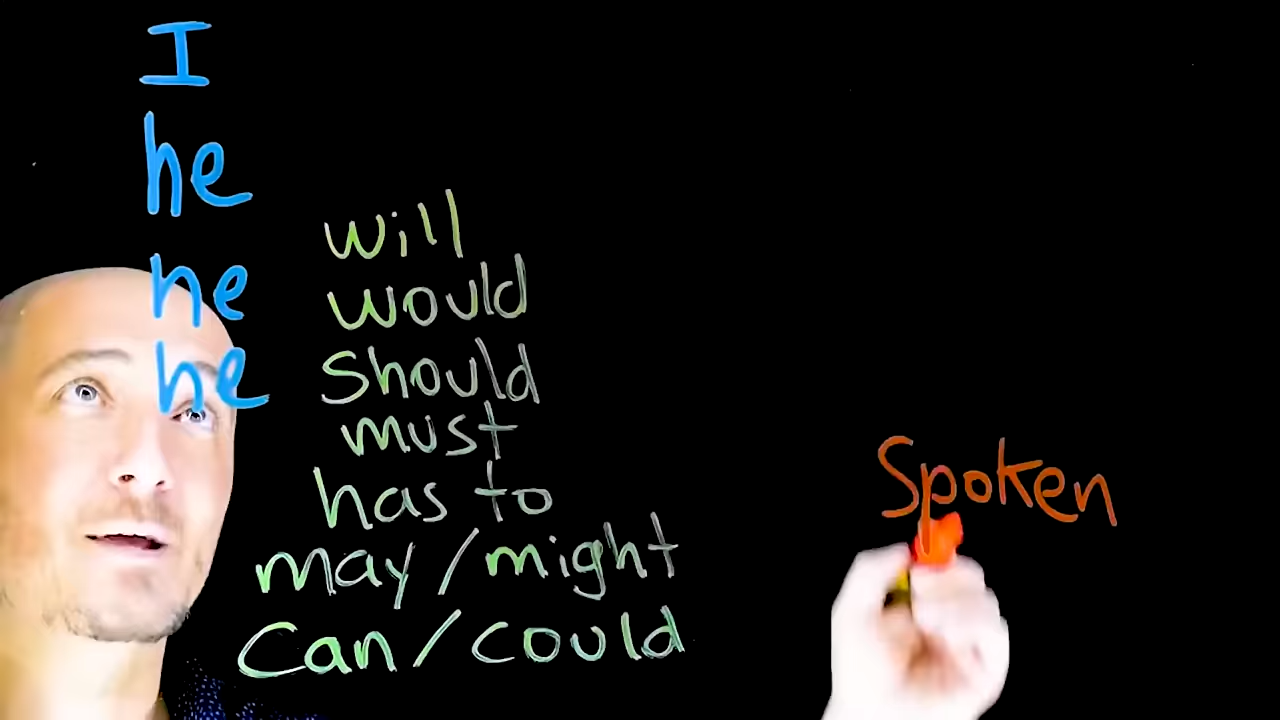 I
he
he
he
will
would
should
must
has to
may/might
Can/could
Spoken